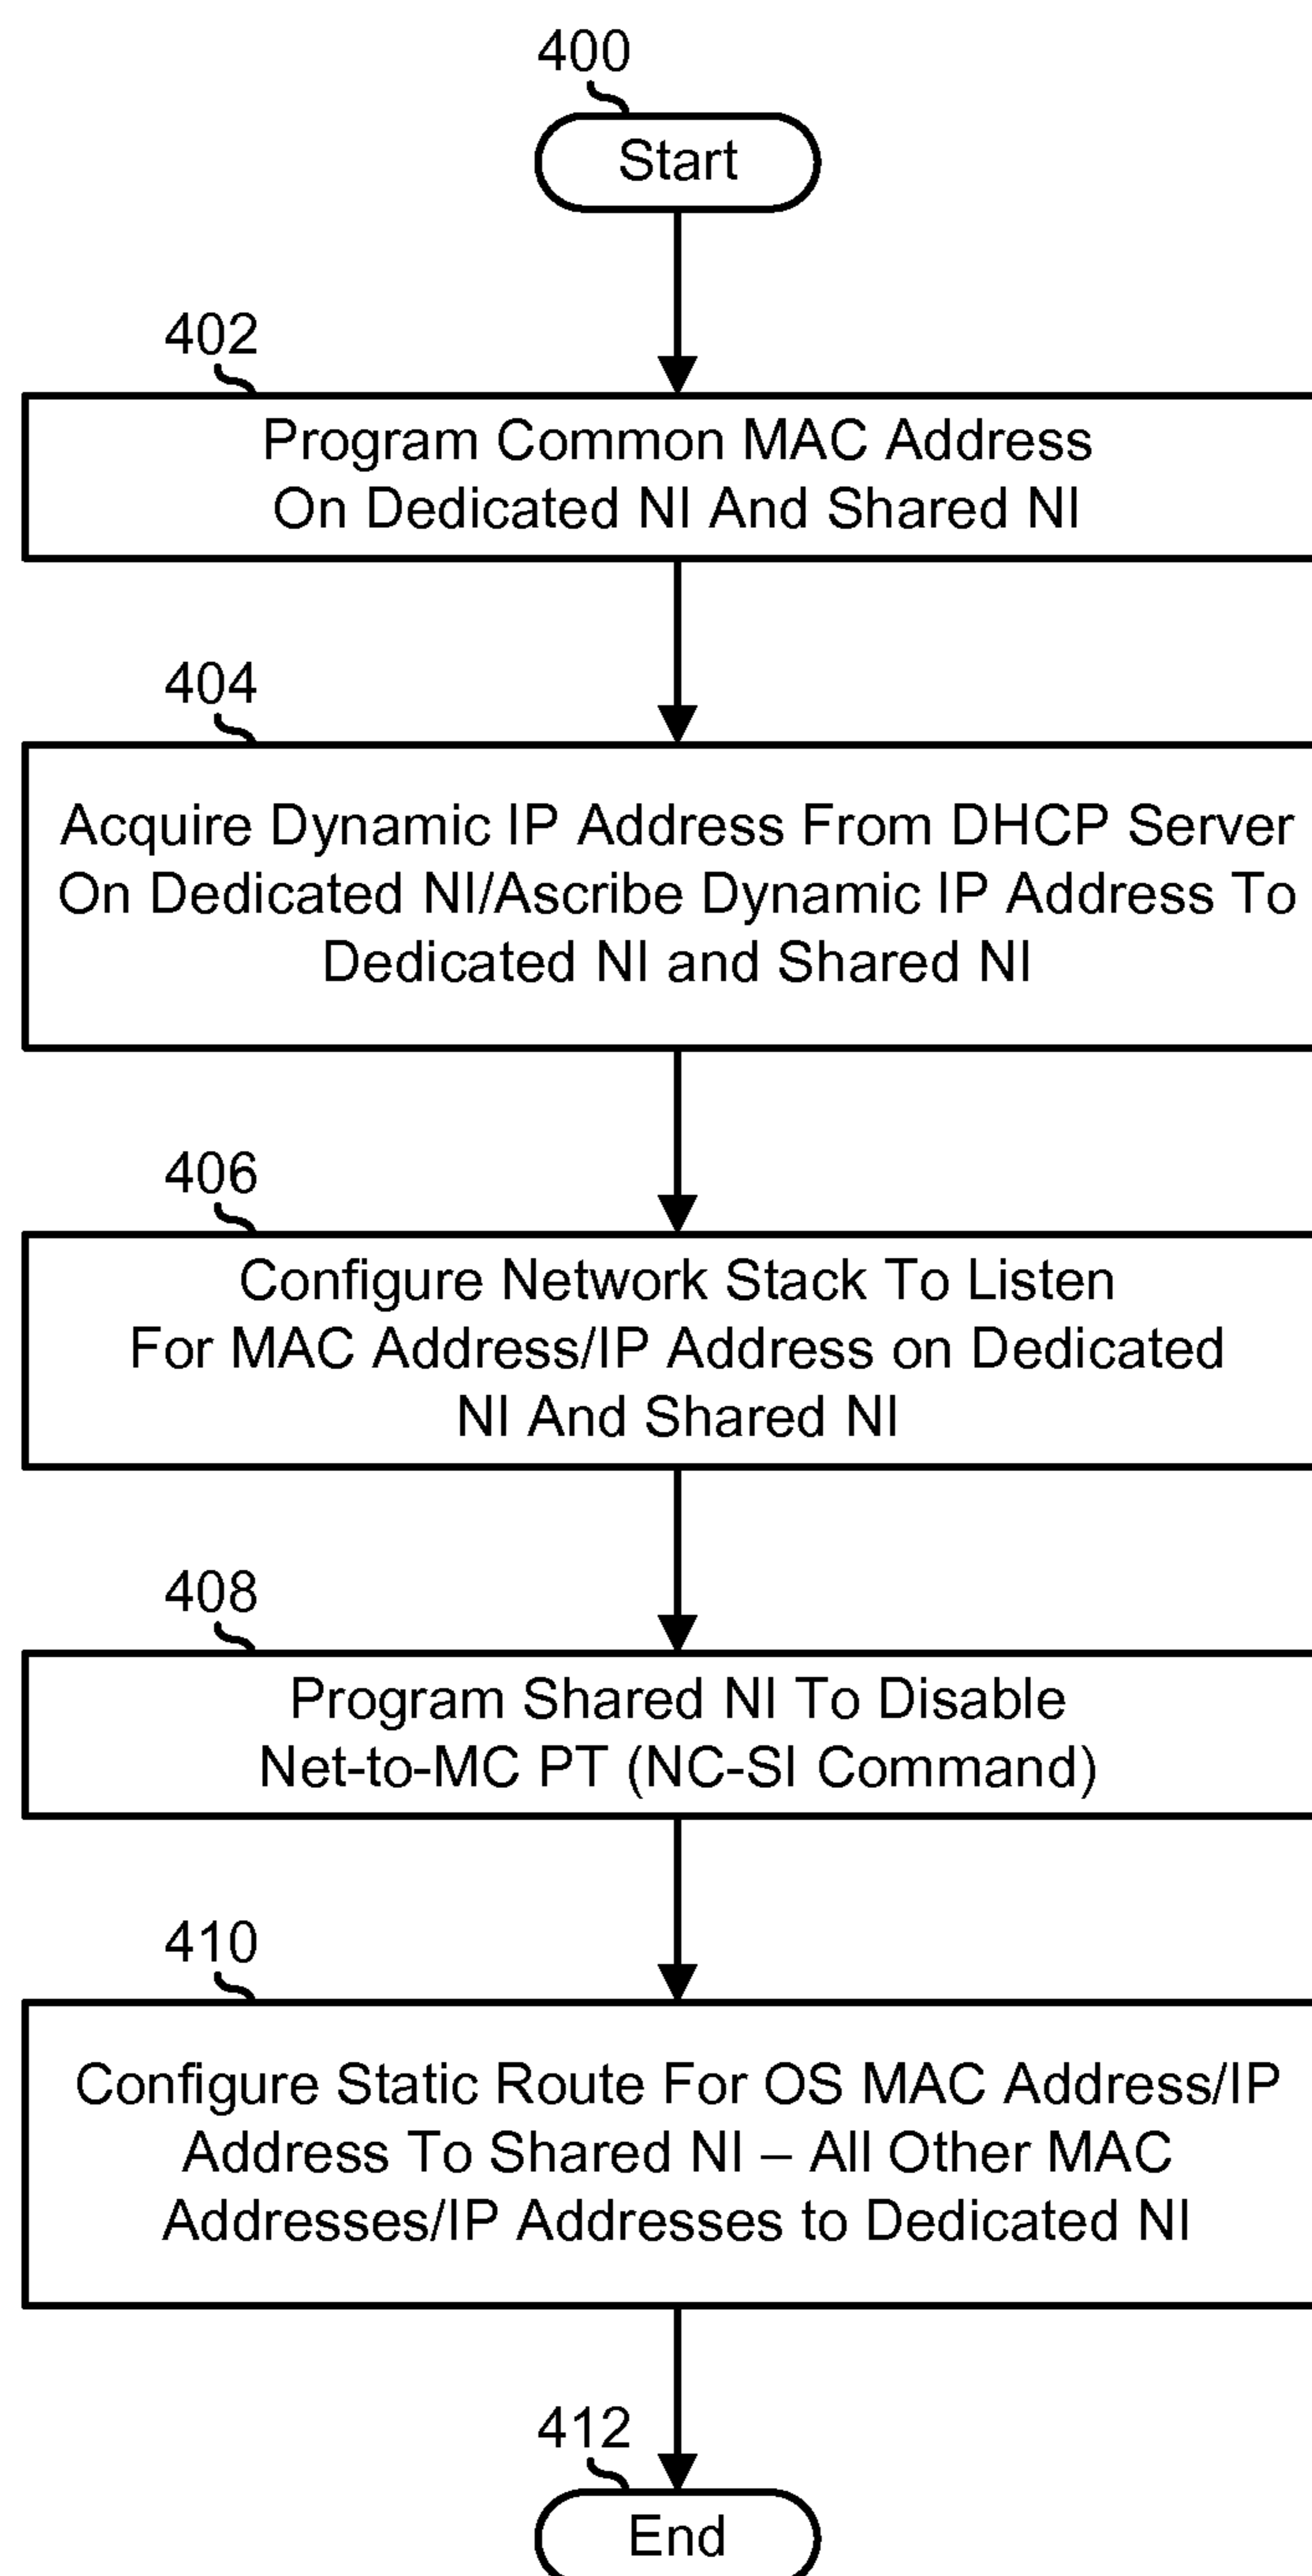 400
Start
402
Program Common MAC Address
On Dedicated NI And Shared NI
404
Acquire Dynamic IP Address From DHCP Server
On Dedicated NI/Ascribe Dynamic IP Address To
Dedicated NI and Shared NI
406
Configure Network Stack To Listen
For MAC Address/IP Address on Dedicated
NI And Shared NI
408
Program Shared NI To Disable
Net-to-MC PT (NC-SI Command)
410
Configure Static Route For OS MAC Address/IP
Address To Shared NI – All Other MAC
Addresses/IP Addresses to Dedicated NI
412
End